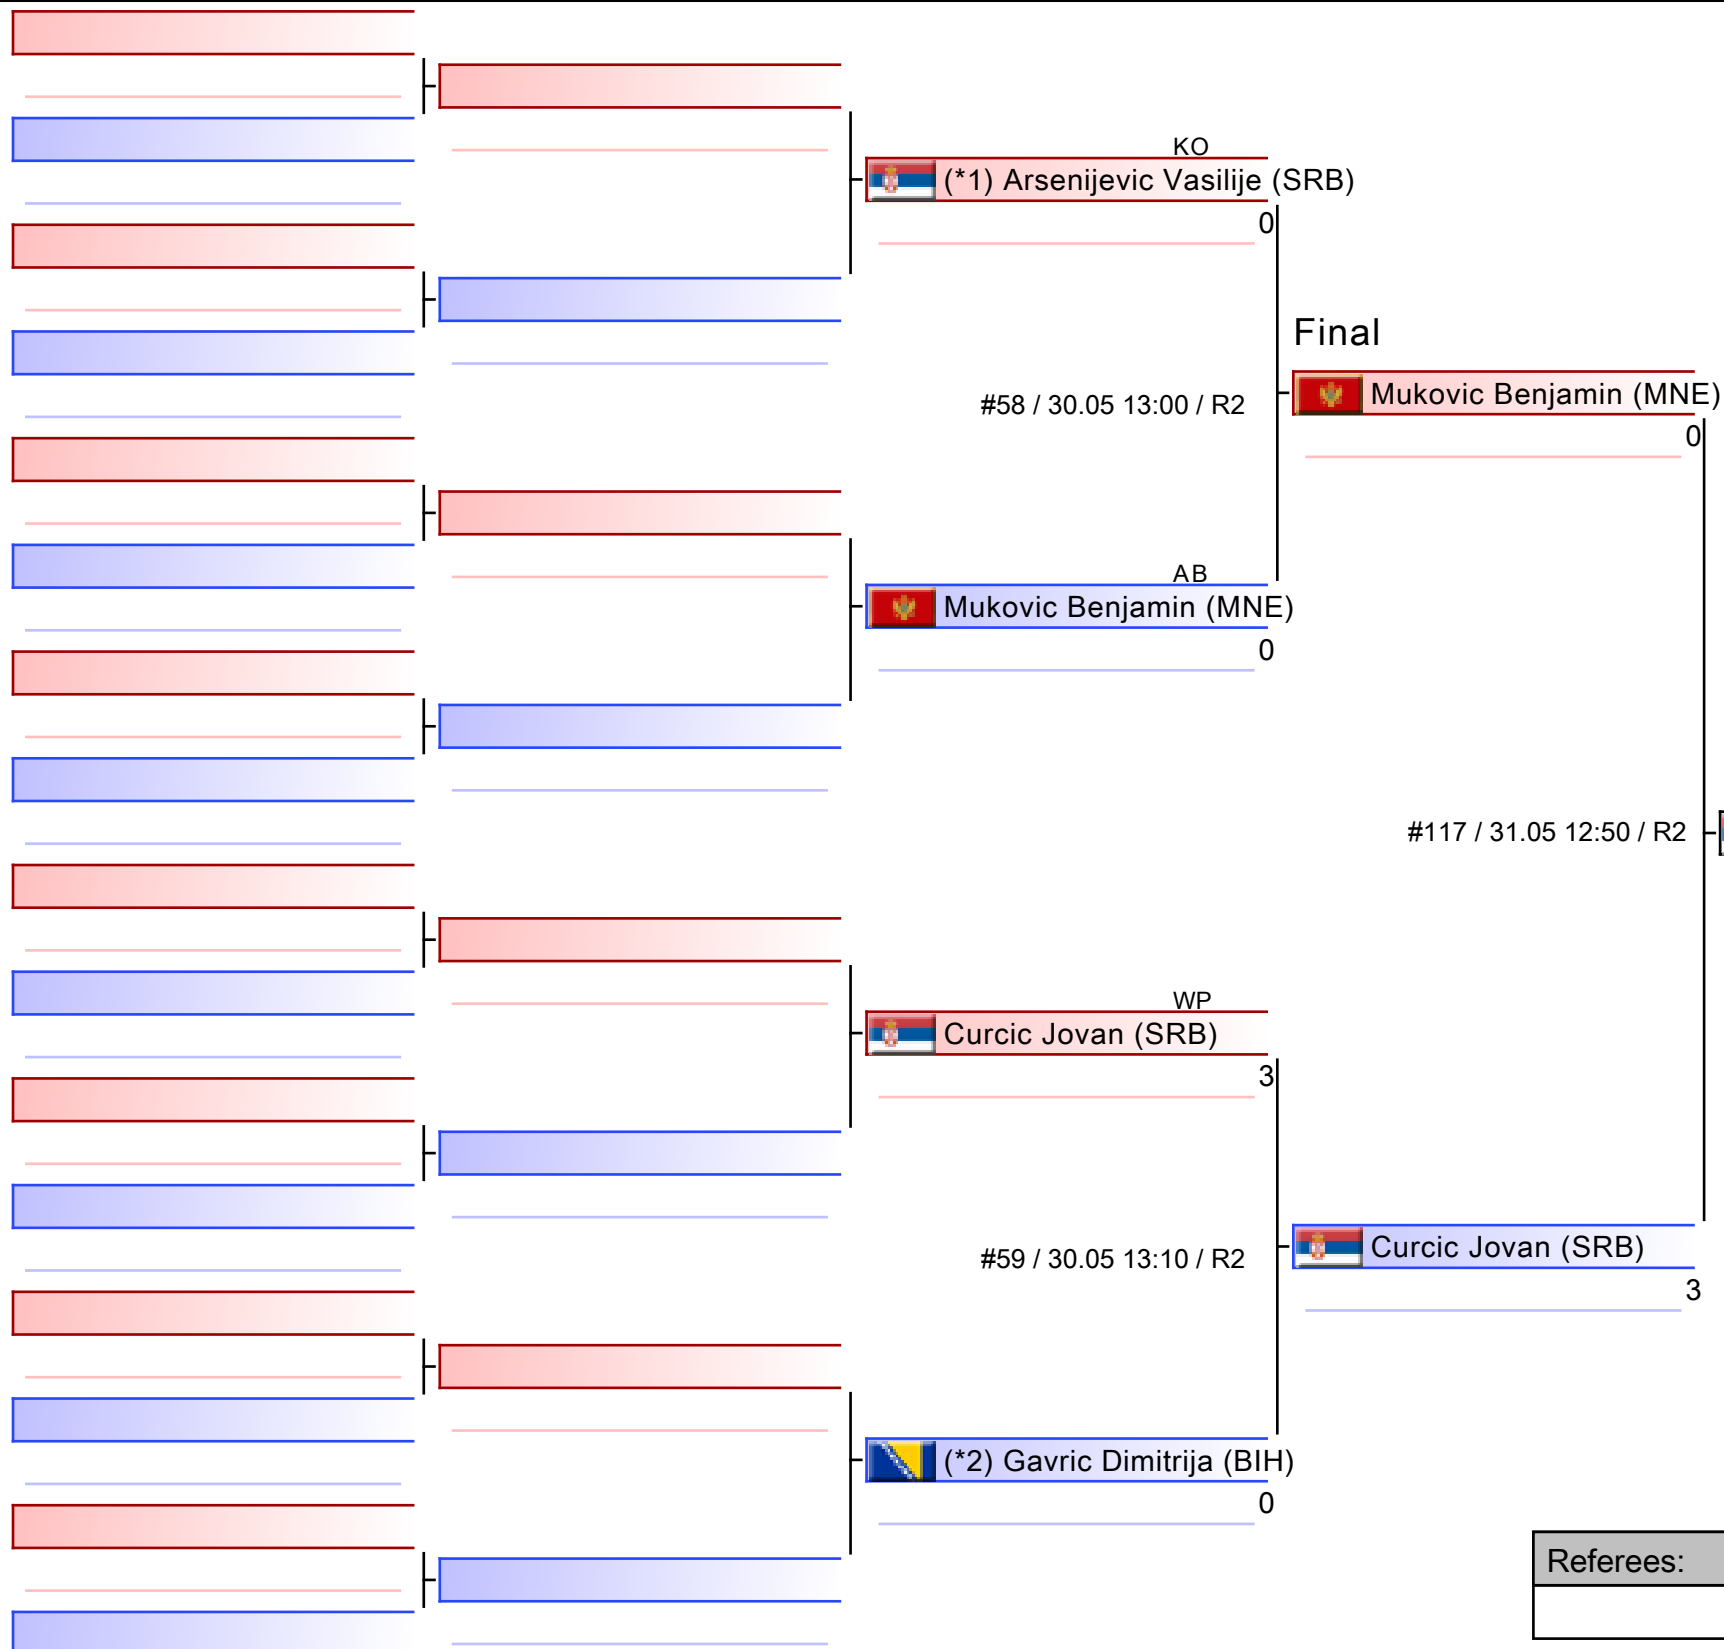 KO
(*1) Arsenijevic Vasilije (SRB)
0
Final
#58 / 30.05 13:00 / R2
Mukovic Benjamin (MNE)
0
AB
Mukovic Benjamin (MNE)
0
#117 / 31.05 12:50 / R2
WP
Curcic Jovan (SRB)
3
#59 / 30.05 13:10 / R2
Curcic Jovan (SRB)
3
(*2) Gavric Dimitrija (BIH)
0
Referees: